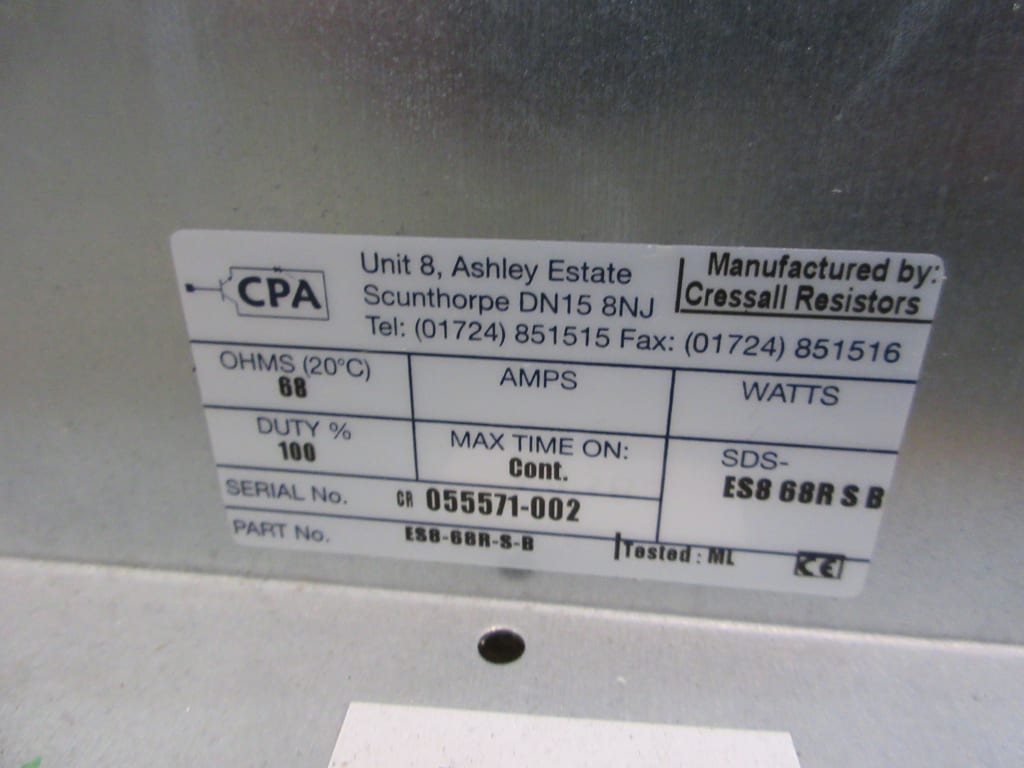 CPA
Unit 8, Ashley Estate
Scunthorpe DN15 8NJ
Tel: (01724) 851515 Fax: (01724) 851516
Manufactured by:
Cressall Resistors
OHMS (20°C)
68
AMPS
WATTS
DUTY %
100
MAX TIME ON:
Cont.
SDS-
ES8 68R S B
SERIAL No. CR 055571-002
PART No. ES8-68R-S-B
Tested : ML
CE